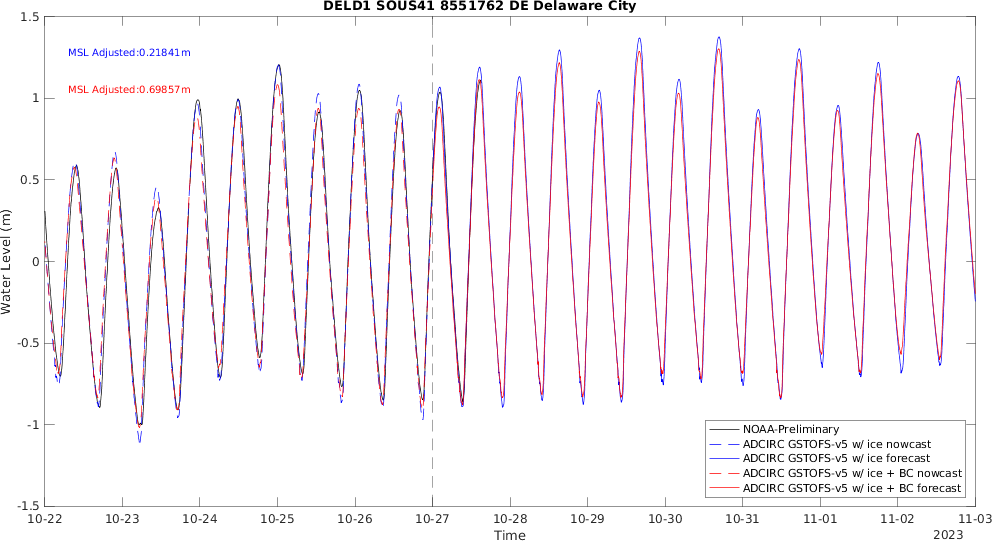 DELD1 SOUS41 8551762 DE Delaware City
1.5
1
0.5
0
-0.5
-1
-1.5
Water Level (m)
MSL Adjusted:0.21841m
MSL Adjusted:0.69857m
NOAA-Preliminary
ADCIRC GSTOFS-v5 w/ ice nowcast
ADCIRC GSTOFS-v5 w/ ice forecast
ADCIRC GSTOFS-v5 w/ ice + BC nowcast
ADCIRC GSTOFS-v5 w/ ice + BC forecast
10-22 10-23 10-24 10-25 10-26 10-27 10-28 10-29 10-30 10-31 11-01 11-02 11-03
Time
2023